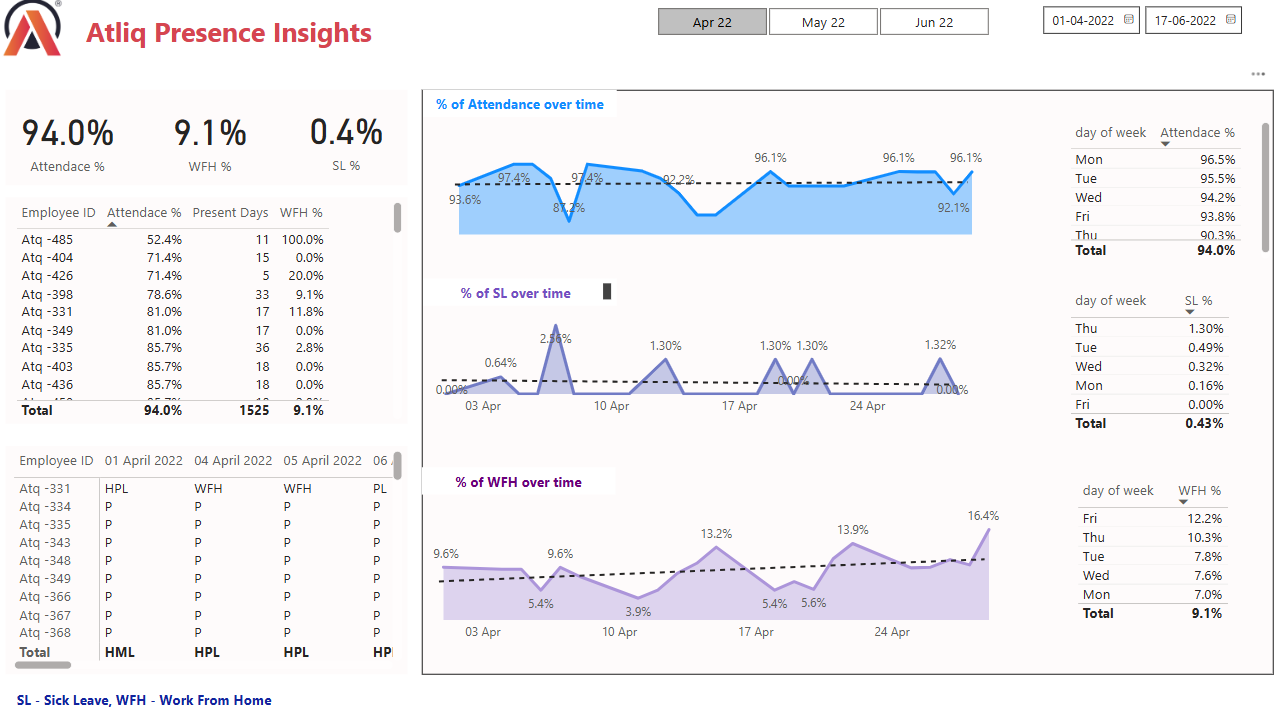 Atliq Presence Insights
Apr 22 May 22 Jun 22
01-04-2022 17-06-2022
94.0% 9.1% 0.4%
Attendace % WFH % SL %
Employee ID Attendace % Present Days WFH %
Atq -485 52.4% 11 100.0%
Atq -404 71.4% 15 0.0%
Atq -426 71.4% 5 20.0%
Atq -398 78.6% 33 9.1%
Atq -331 81.0% 17 11.8%
Atq -349 81.0% 17 0.0%
Atq -335 85.7% 36 2.8%
Atq -403 85.7% 18 0.0%
Atq -436 85.7% 18 0.0%
Total 94.0% 1525 9.1%
Employee ID 01 April 2022 04 April 2022 05 April 2022 06
Atq -331 HPL WFH WFH PL
Atq -334 P P P P
Atq -335 P P P P
Atq -343 P P P P
Atq -348 P P P P
Atq -349 P P P P
Atq -366 P P P P
Atq -367 P P P P
Atq -368 P P P P
Total HML HPL HPL HPL
% of Attendance over time
93.6% 97.4% 87.2% 97.4% 92.2% 96.1% 96.1% 92.1% 96.1%
day of week Attendace %
Mon 96.5%
Tue 95.5%
Wed 94.2%
Fri 93.8%
Thu 90.3%
Total 94.0%
% of SL over time
0.00% 0.64% 2.56% 1.30% 1.30% 0.00% 1.30% 1.32% 0.00%
03 Apr 10 Apr 17 Apr 24 Apr
day of week SL %
Thu 1.30%
Tue 0.49%
Wed 0.32%
Mon 0.16%
Fri 0.00%
Total 0.43%
% of WFH over time
9.6% 5.4% 9.6% 3.9% 13.2% 5.4% 5.6% 13.9% 16.4%
03 Apr 10 Apr 17 Apr 24 Apr
day of week WFH %
Fri 12.2%
Thu 10.3%
Tue 7.8%
Wed 7.6%
Mon 7.0%
Total 9.1%
SL - Sick Leave, WFH - Work From Home